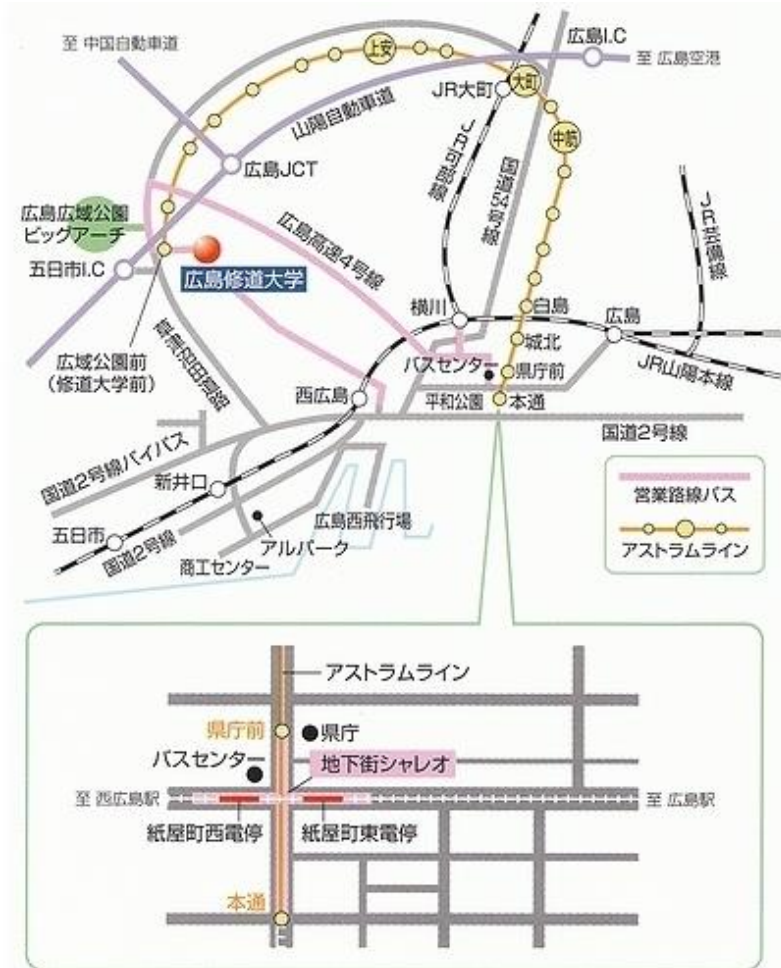 至 中国自動車道
上安
広島I.C
至 広島空港
JR大町
大町
山陽自動車道
中筋
広島JCT
JR可部線
国道54号線
JR芸備線
広島広域公園
ビッグアーチ
広島高速4号線
五日市I.C
広島修道大学
横川
白島
広島
城北
バスセンター
県庁前
JR山陽本線
広域公園前
(修道大学前)
西広島
平和公園
本通
国道2号線
国道2号線バイパス
新井口
営業路線バス
五日市
国道2号線
アルパーク
広島西飛行場
アストラムライン
商工センター
アストラムライン
県庁前
県庁
バスセンター
地下街シャレオ
至 西広島駅
至 広島駅
紙屋町西電停
紙屋町東電停
本通